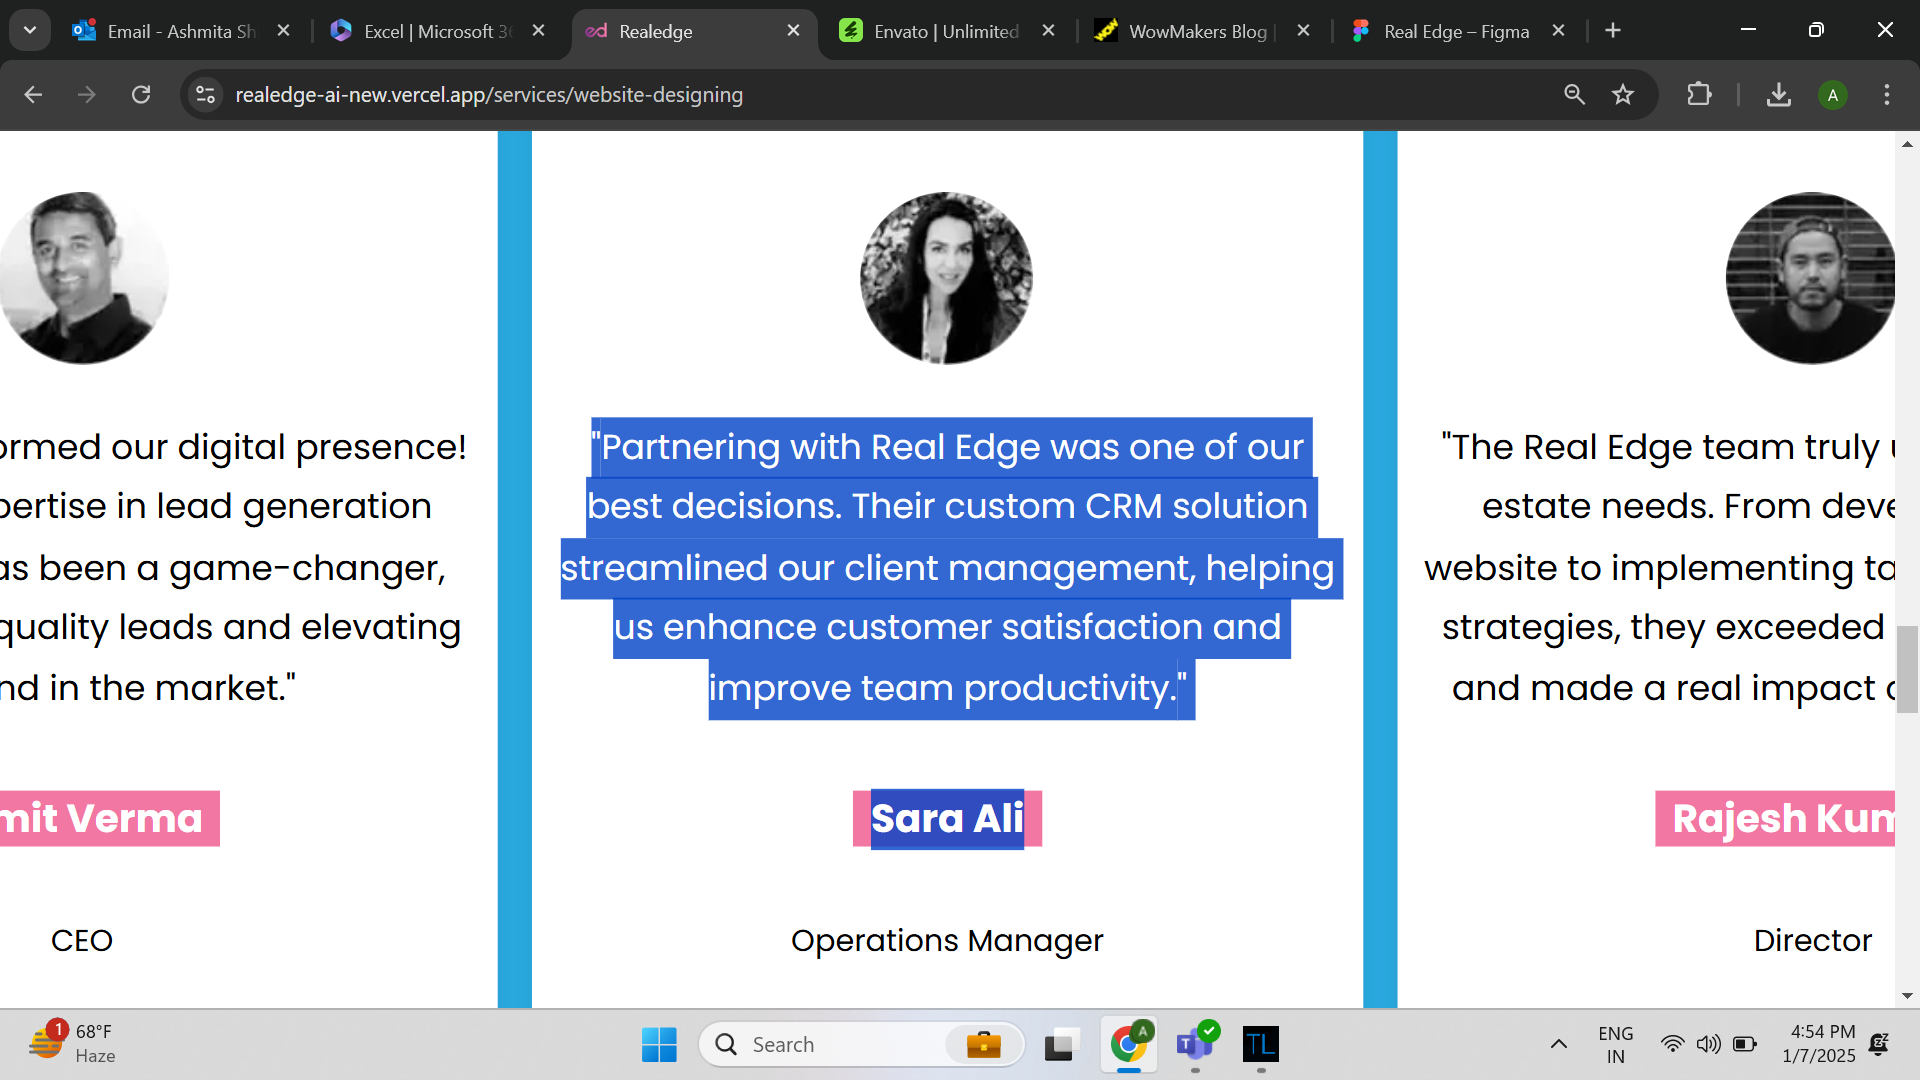 Email - Ashmita Sh
Excel | Microsoft 36
Realedge
Envato | Unlimited
WowMakers Blog |
Real Edge – Figma
realedge-ai-new.vercel.app/services/website-designing
A
ormed our digital presence!
pertise in lead generation
as been a game-changer,
quality leads and elevating
nd in the market."
mit Verma
CEO
"Partnering with Real Edge was one of our
best decisions. Their custom CRM solution
streamlined our client management, helping
us enhance customer satisfaction and
improve team productivity."
Sara Ali
Operations Manager
"The Real Edge team truly u
estate needs. From deve
website to implementing ta
strategies, they exceeded
and made a real impact o
Rajesh Kum
Director
1
68°F
Haze
Search
A
T
TL
ENG
IN
4:54 PM
1/7/2025